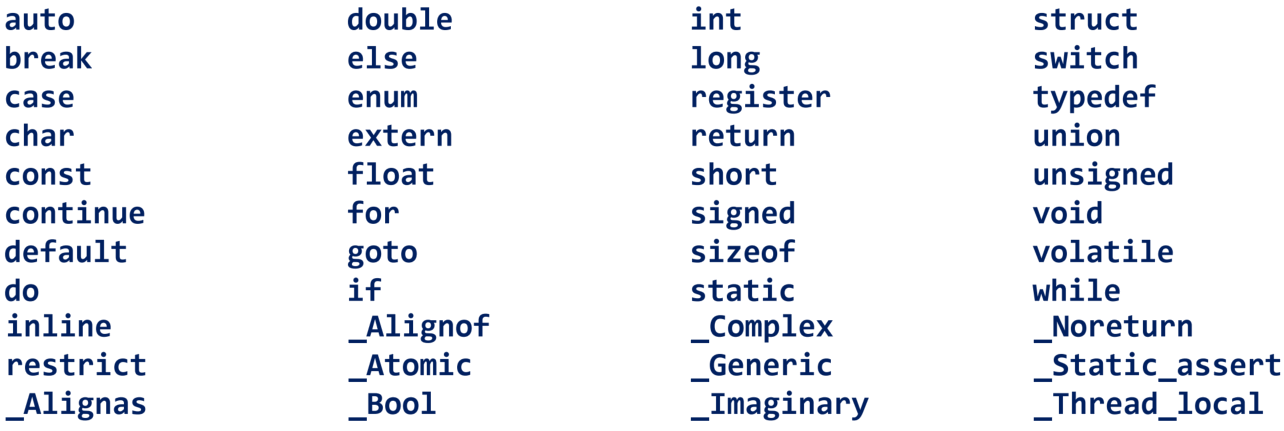 auto double int struct
break else long switch
case enum register typedef
char extern return union
const float short unsigned
continue for signed void
default goto sizeof volatile
do if static while
inline _Alignof _Complex _Noreturn
restrict _Atomic _Generic _Static_assert
_Alignas _Bool _Imaginary _Thread_local